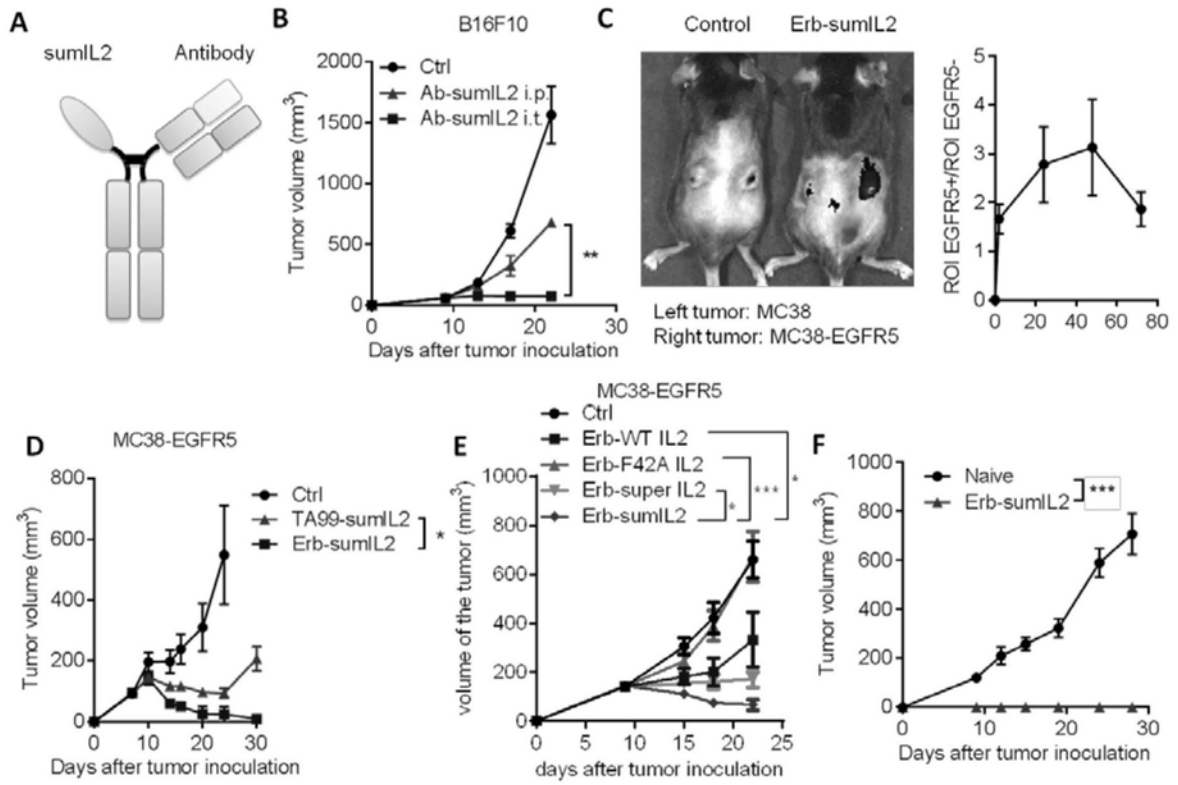 A
sumIL2
Antibody
B
B16F10
Ctrl
Ab-sumIL2 i.p.
Ab-sumIL2 i.t.
Tumor volume (mm³)
2000
1500
1000
500
0
**
0 10 20 30
Days after tumor inoculation
C
Control Erb-sumIL2
Left tumor: MC38
Right tumor: MC38-EGFR5
ROI EGFR5+/ROI EGFR5-
5
4
3
2
1
0
0 20 40 60 80
D
MC38-EGFR5
Ctrl
TA99-sumIL2
Erb-sumIL2
*
Tumor volume (mm³)
800
600
400
200
0
0 10 20 30
Days after tumor inoculation
E
MC38-EGFR5
Ctrl
Erb-WT IL2
Erb-F42A IL2
Erb-super IL2
Erb-sumIL2
* *** *
volume of the tumor (mm³)
1000
800
600
400
200
0
0 5 10 15 20 25
days after tumor inoculation
F
Naive
Erb-sumIL2
***
Tumor volume (mm³)
1000
800
600
400
200
0
0 10 20 30
Days after tumor inoculation